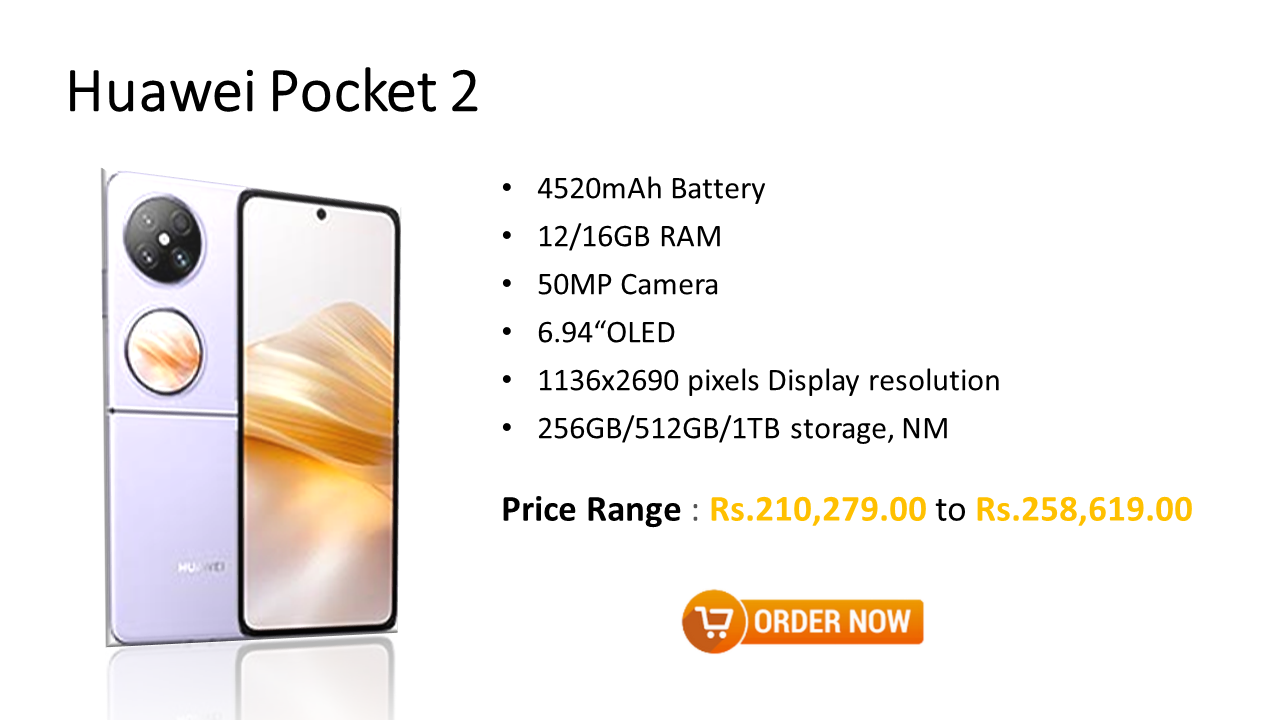 Huawei Pocket 2
• 4520mAh Battery
• 12/16GB RAM
• 50MP Camera
• 6.94“OLED
• 1136x2690 pixels Display resolution
• 256GB/512GB/1TB storage, NM
Price Range : Rs.210,279.00 to Rs.258,619.00
HUAWEI
ORDER NOW